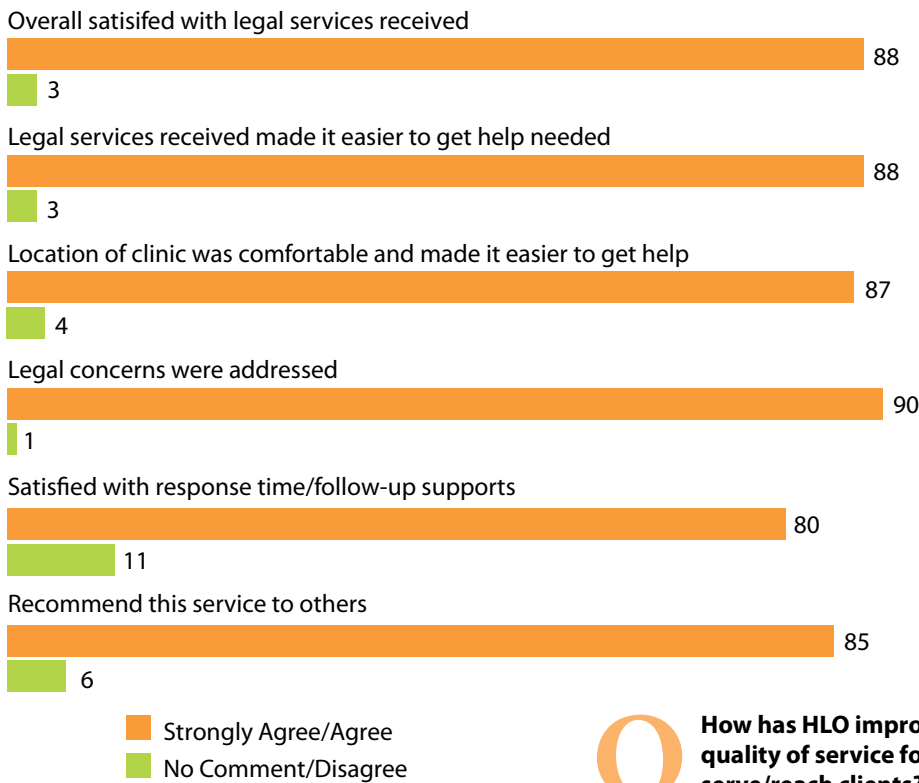 Overall satisifed with legal services received
88
3
Legal services received made it easier to get help needed
88
3
Location of clinic was comfortable and made it easier to get help
87
4
Legal concerns were addressed
90
1
Satisfied with response time/follow-up supports
80
11
Recommend this service to others
85
6
Strongly Agree/Agree
No Comment/Disagree
Q
How has HLO
quality of service
serve/reach clients?